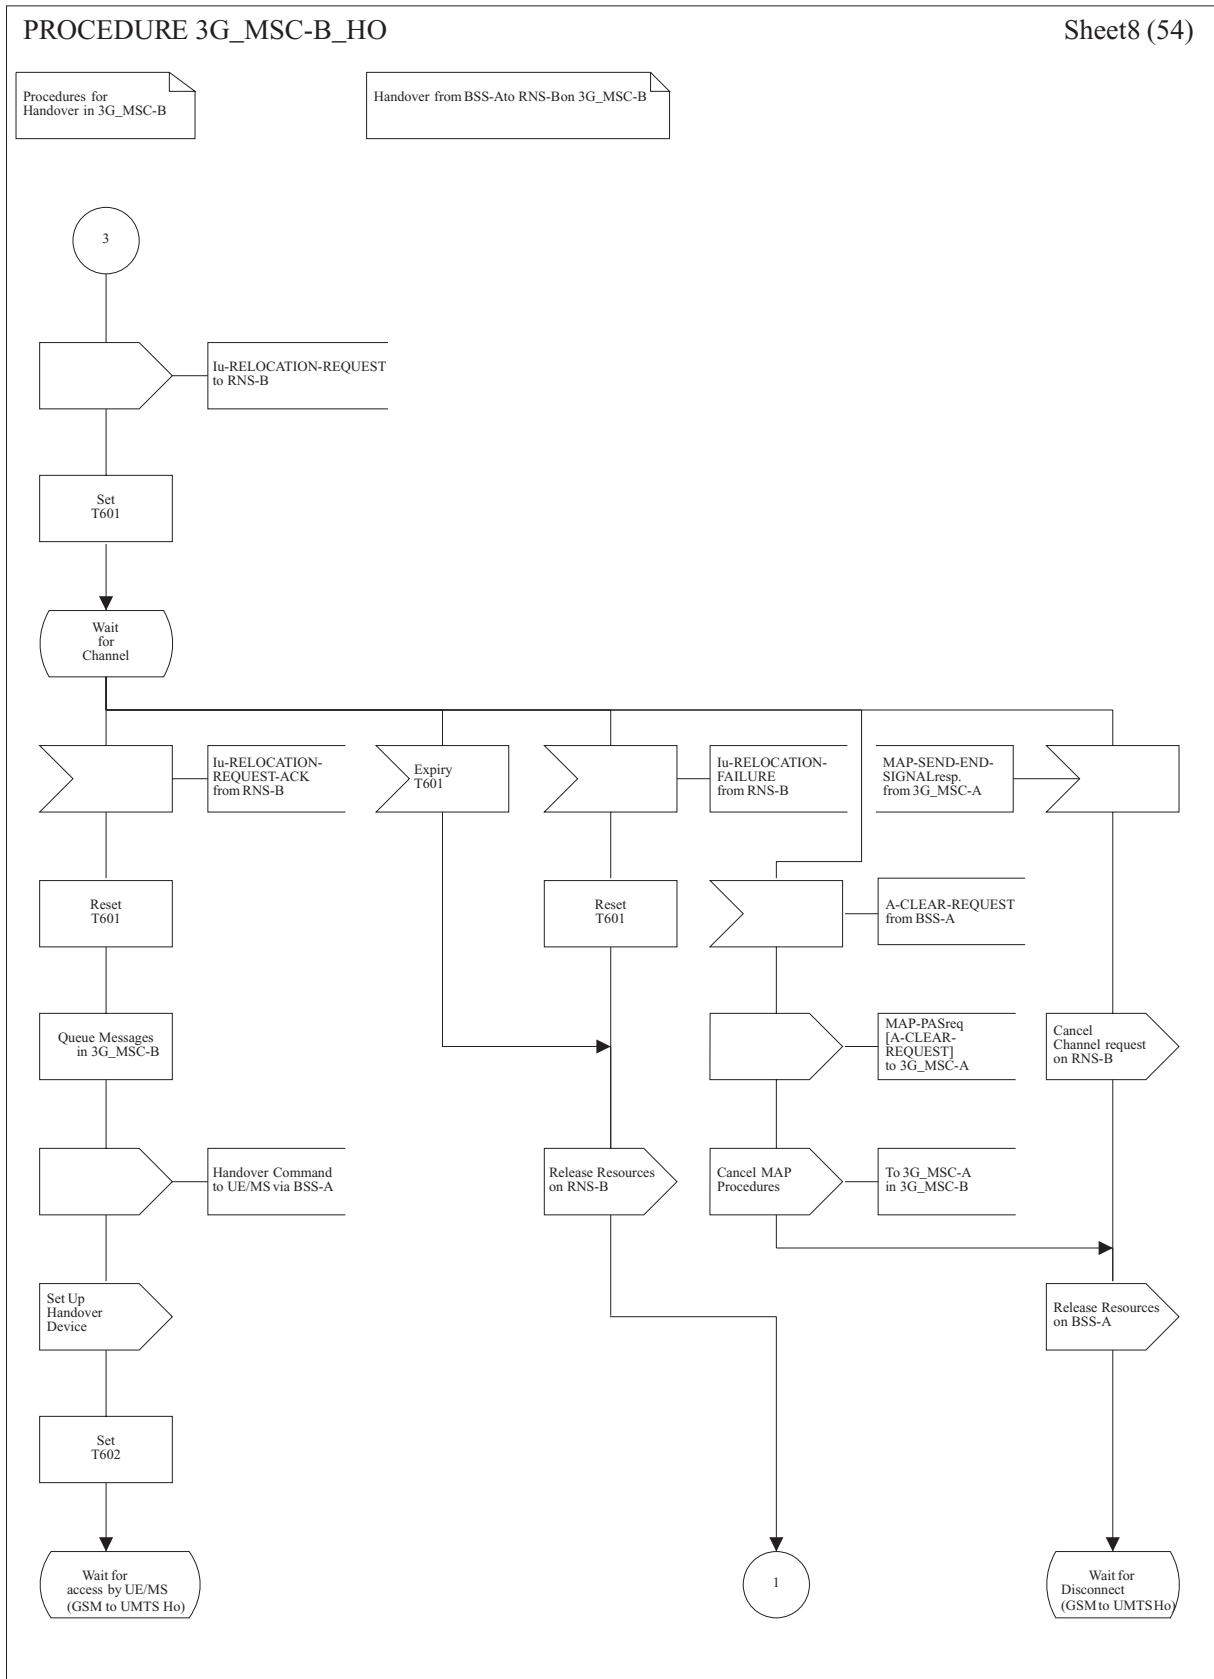 PROCEDURE 3G_MSC-B_HO
Sheet8 (54)
Procedures for
Handover in 3G_MSC-B
Handover from BSS-Ato RNS-Bon 3G_MSC-B
3
Iu-RELOCATION-REQUEST
to RNS-B
Set
T601
Wait
for
Channel
Iu-RELOCATION-
REQUEST-ACK
from RNS-B
Expiry
T601
Iu-RELOCATION-
FAILURE
from RNS-B
MAP-SEND-END-
SIGNALresp.
from 3G_MSC-A
Reset
T601
Reset
T601
A-CLEAR-REQUEST
from BSS-A
Queue Messages
in 3G_MSC-B
MAP-PASreq
[A-CLEAR-
REQUEST]
to 3G_MSC-A
Cancel
Channel request
on RNS-B
Handover Command
to UE/MS via BSS-A
Release Resources
on RNS-B
Cancel MAP
Procedures
To 3G_MSC-A
in 3G_MSC-B
Set Up
Handover
Device
Release Resources
on BSS-A
Set
T602
Wait for
access by UE/MS
(GSM to UMTS Ho)
1
Wait for
Disconnect
(GSM to UMTS Ho)